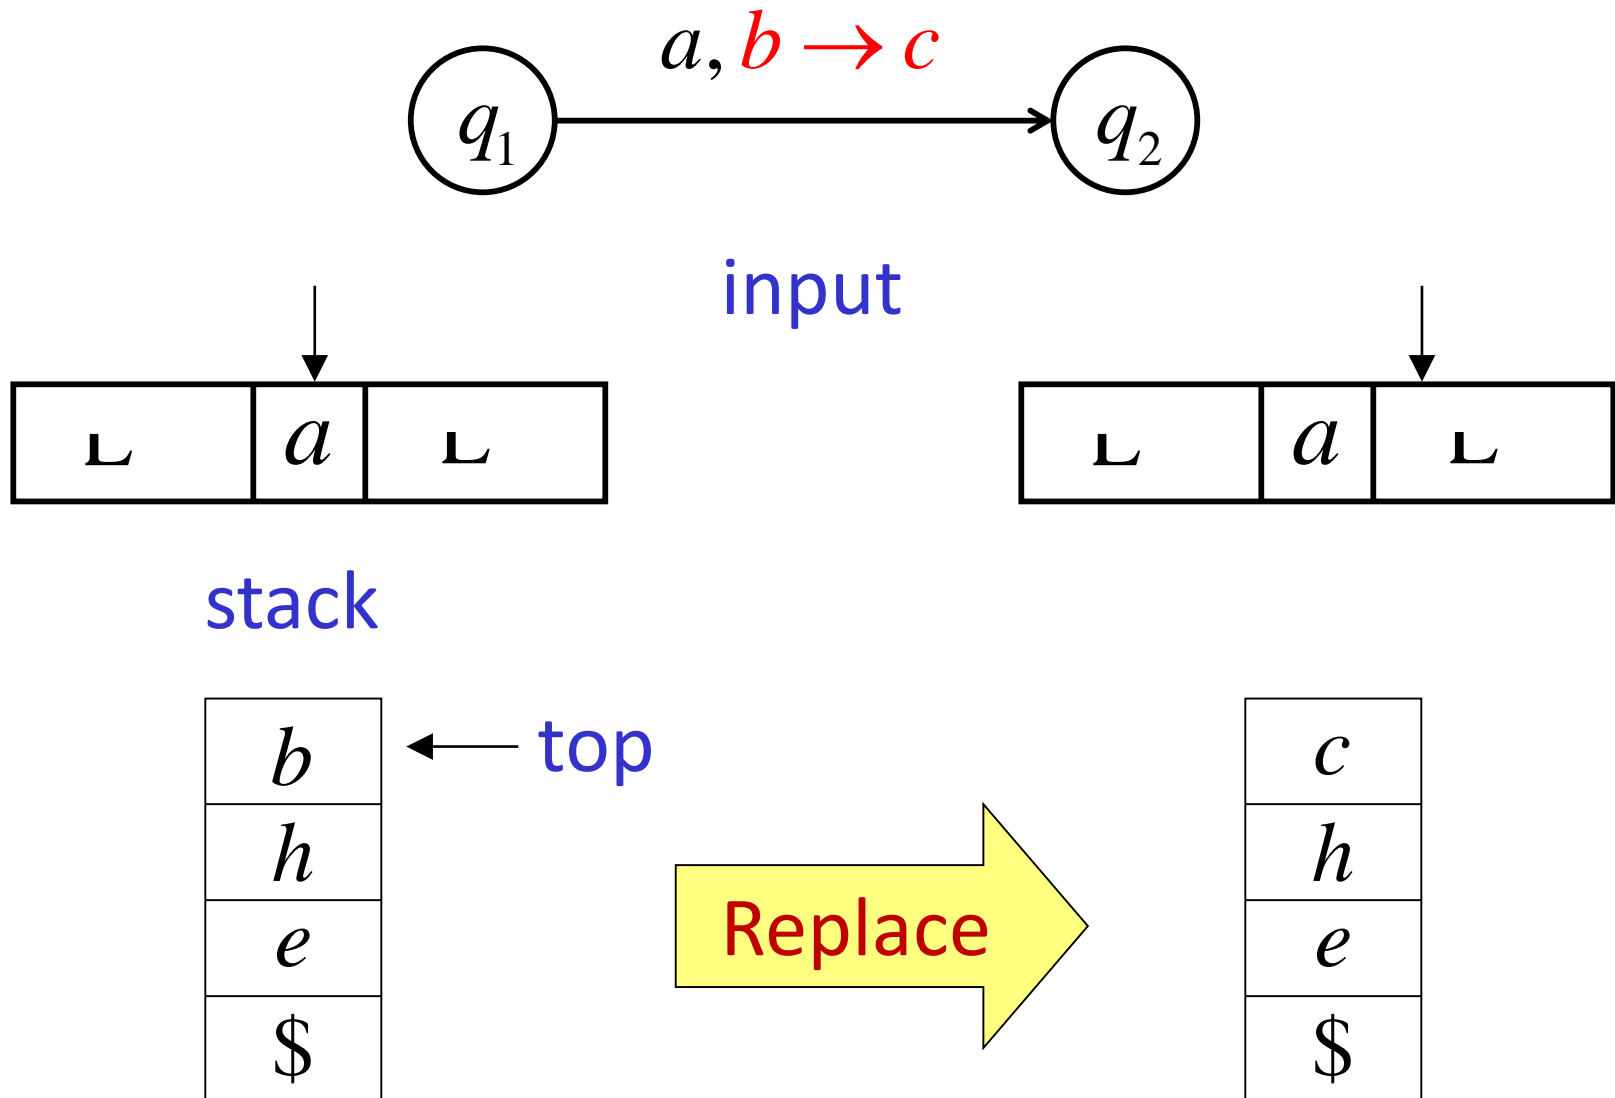 a, b → c
q₁ q₂
input
a a
stack
b top c
h h
Replace
e e
$ $